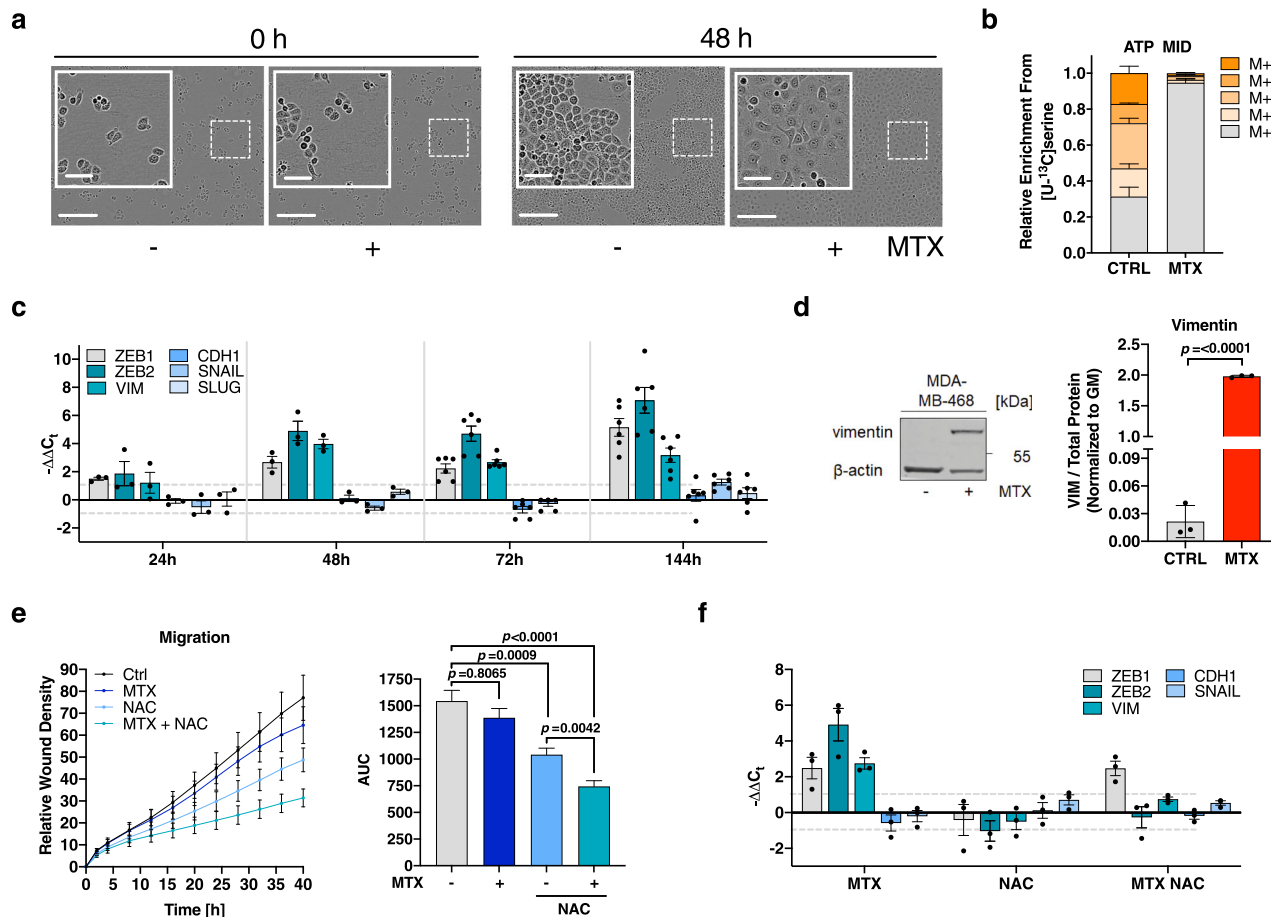 a
0 h
48 h
-
+
-
+
MTX
b
ATP MID
Relative Enrichment From
[U-¹³C]serine
1.0
0.8
0.6
0.4
0.2
0.0
CTRL
MTX
M+
M+
M+
M+
M+
c
-ΔΔCt
10
8
6
4
2
0
-2
ZEB1
ZEB2
VIM
CDH1
SNAIL
SLUG
24h
48h
72h
144h
d
MDA-
MB-468
[kDa]
vimentin
55
β-actin
-
+
MTX
Vimentin
p =<0.0001
VIM / Total Protein
(Normalized to GM)
2.5
2.0
1.5
1.0
0.09
0.06
0.03
0.00
CTRL
MTX
e
Migration
Relative Wound Density
90
80
70
60
50
40
30
20
10
0
Ctrl
MTX
NAC
MTX + NAC
0
5
10
15
20
25
30
35
40
Time [h]
p<0.0001
p =0.0009
p =0.8065
p =0.0042
AUC
1750
1500
1250
1000
750
500
250
0
MTX
-
+
-
+
NAC
f
-ΔΔCt
8
6
4
2
0
-2
ZEB1
ZEB2
VIM
CDH1
SNAIL
MTX
NAC
MTX NAC